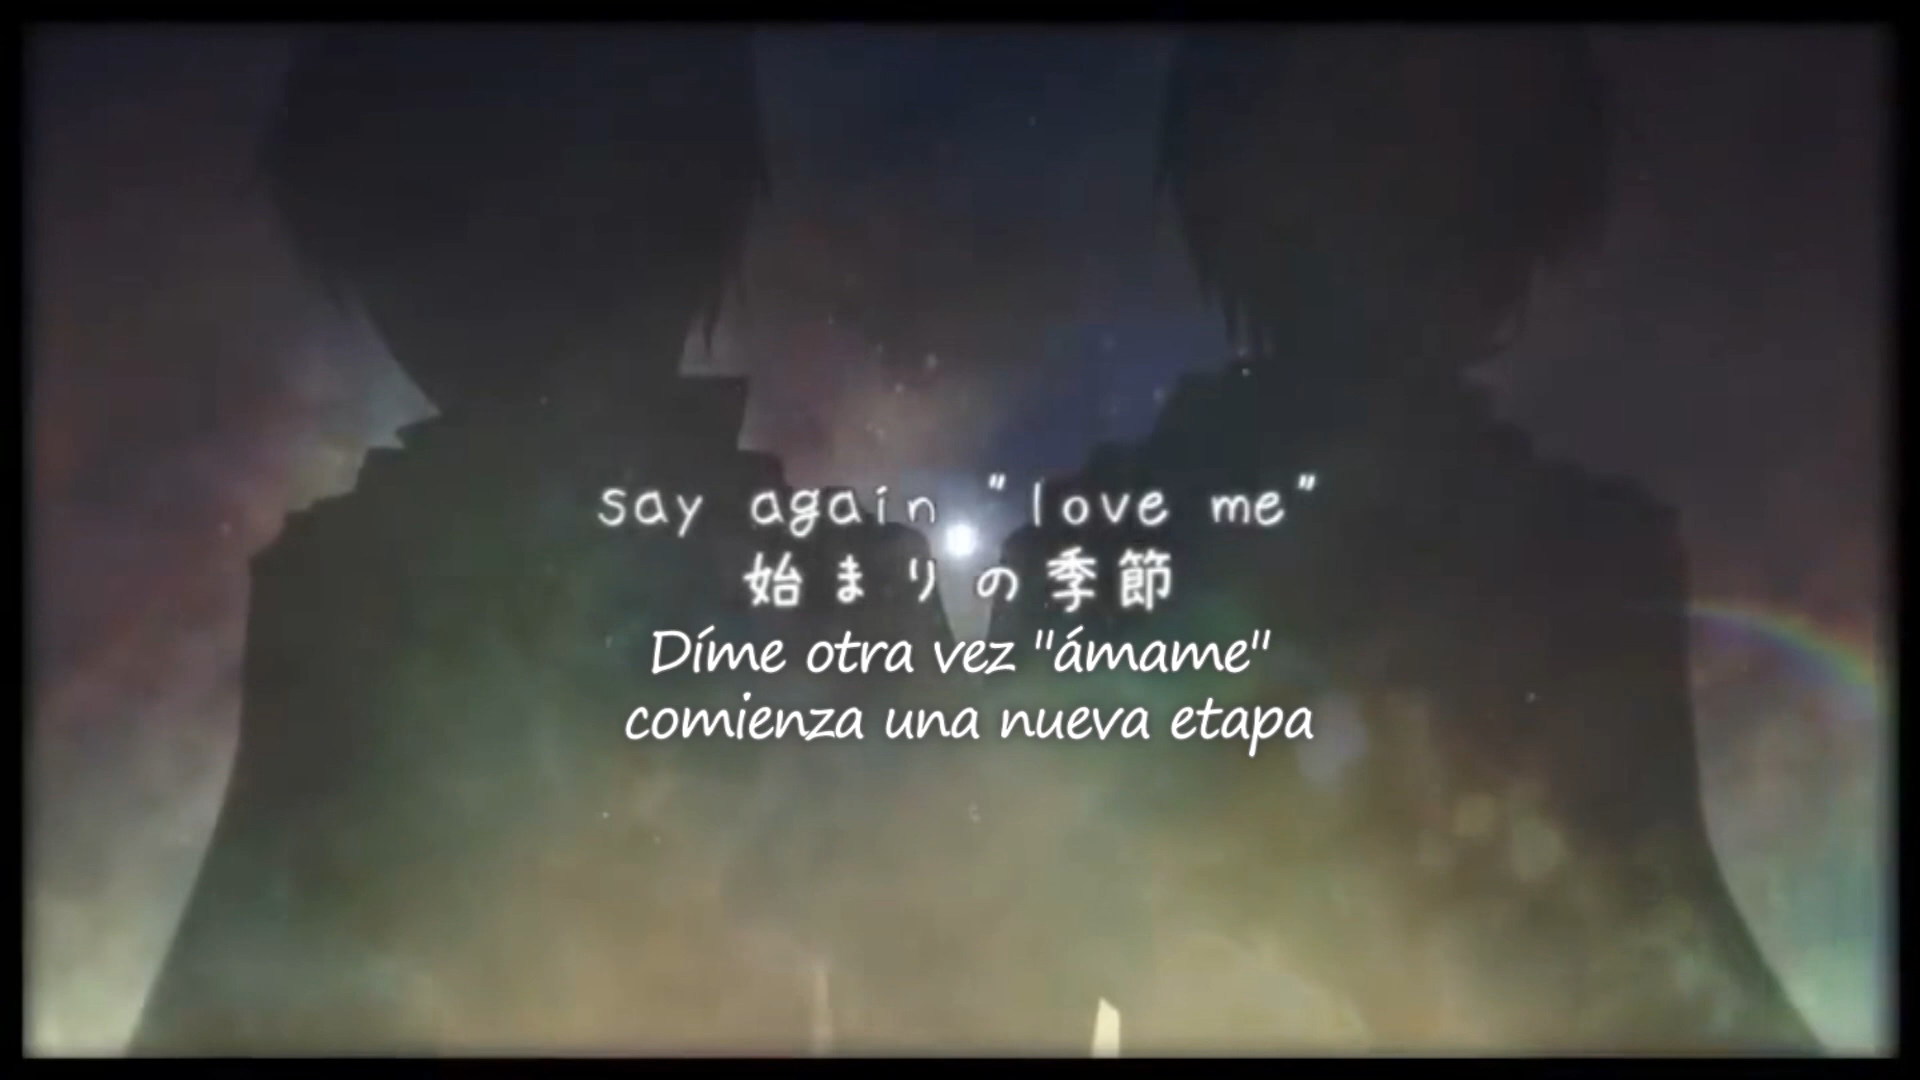 say again "love me"
始まりの季節
Díme otra vez "ámame"
comienza una nueva etapa